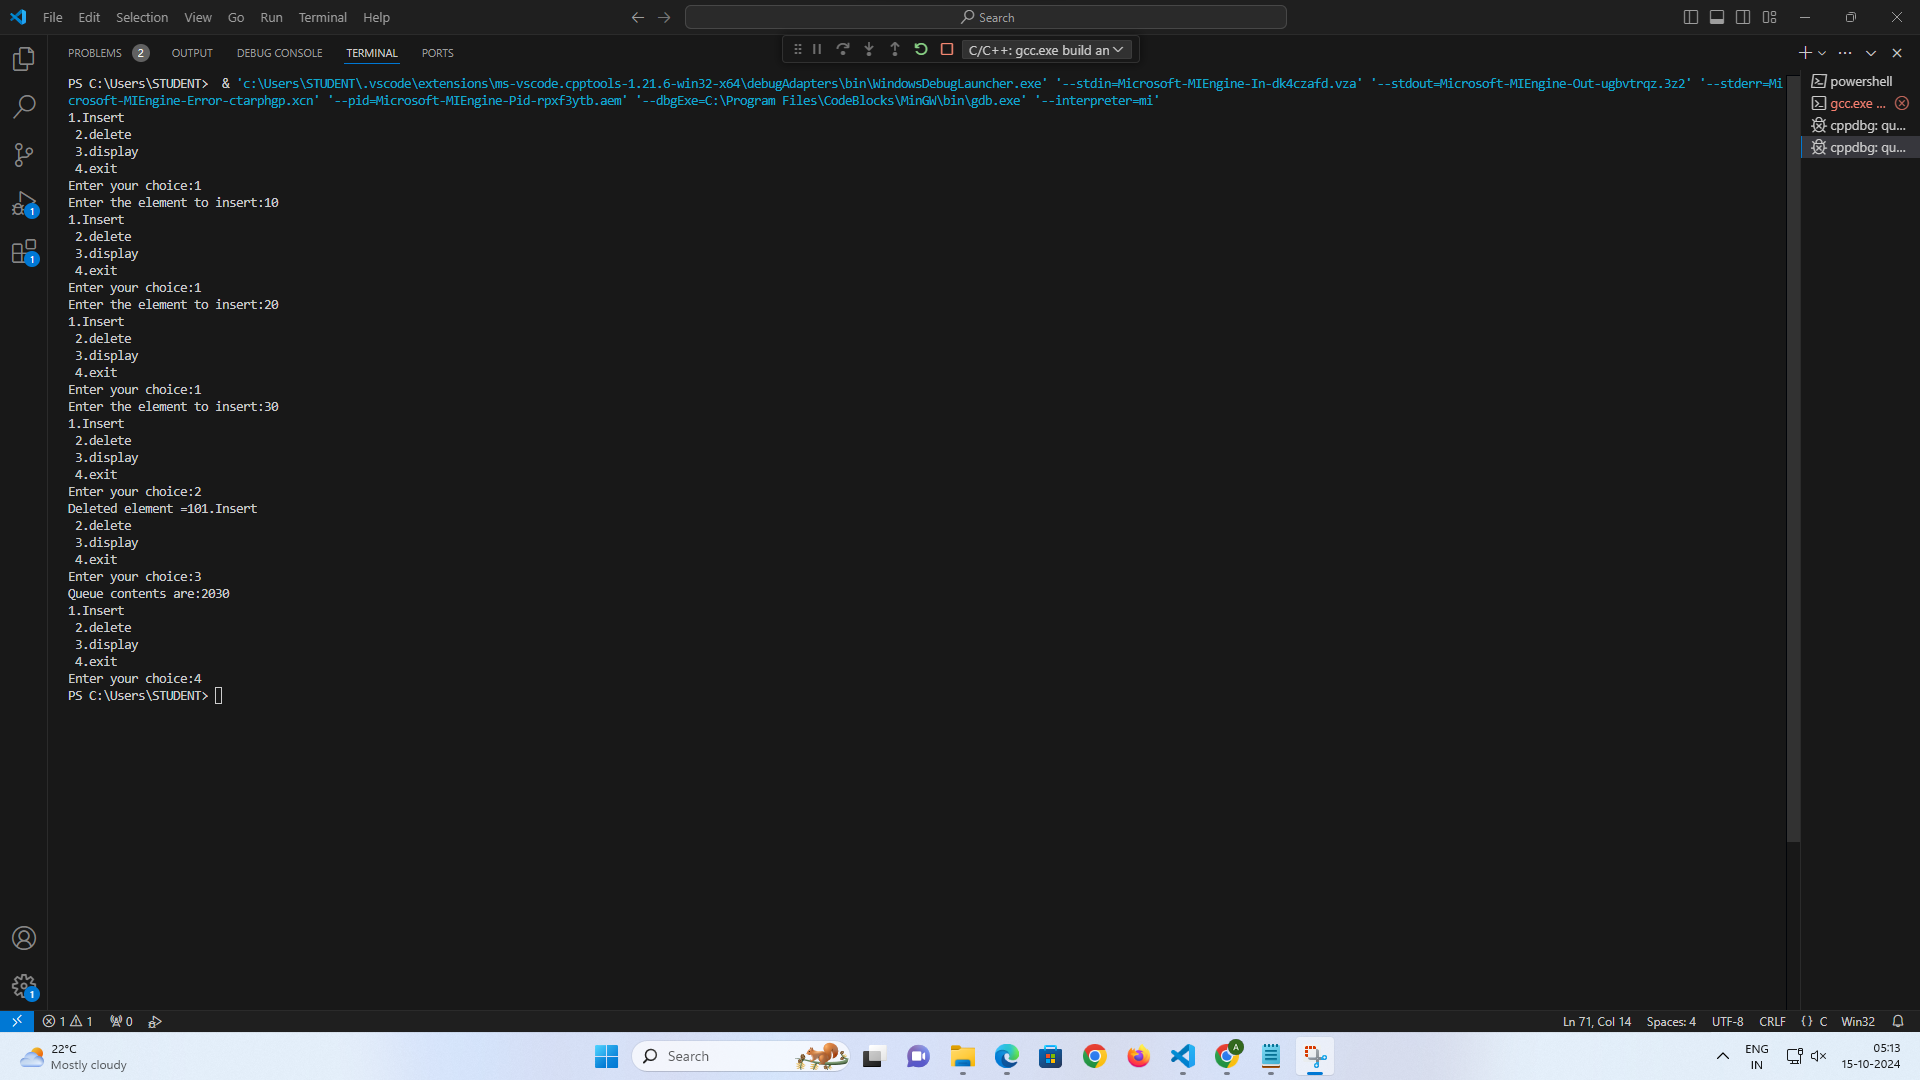 File Edit Selection View Go Run Terminal Help
Search
PROBLEMS 2 OUTPUT DEBUG CONSOLE TERMINAL PORTS
C/C++: gcc.exe build an
PS C:\Users\STUDENT>  & 'c:\Users\STUDENT\.vscode\extensions\ms-vscode.cpptools-1.21.6-win32-x64\debugAdapters\bin\WindowsDebugLauncher.exe' '--stdin=Microsoft-MIEngine-In-dk4czafd.vza' '--stdout=Microsoft-MIEngine-Out-ugbvtrqz.3z2' '--stderr=Mi
crosoft-MIEngine-Error-ctarphgp.xcn' '--pid=Microsoft-MIEngine-Pid-rpxf3ytb.aem' '--dbgExe=C:\Program Files\CodeBlocks\MinGW\bin\gdb.exe' '--interpreter=mi'
1.Insert
2.delete
3.display
4.exit
Enter your choice:1
Enter the element to insert:10
1.Insert
2.delete
3.display
4.exit
Enter your choice:1
Enter the element to insert:20
1.Insert
2.delete
3.display
4.exit
Enter your choice:1
Enter the element to insert:30
1.Insert
2.delete
3.display
4.exit
Enter your choice:2
Deleted element =101.Insert
2.delete
3.display
4.exit
Enter your choice:3
Queue contents are:2030
1.Insert
2.delete
3.display
4.exit
Enter your choice:4
PS C:\Users\STUDENT>
powershell
gcc.exe ...
cppdbg: qu...
cppdbg: qu...
1
1
1
1 1 0
Ln 71, Col 14 Spaces: 4 UTF-8 CRLF {} C Win32
22°C
Mostly cloudy
Search
A
ENG
IN
05:13
15-10-2024